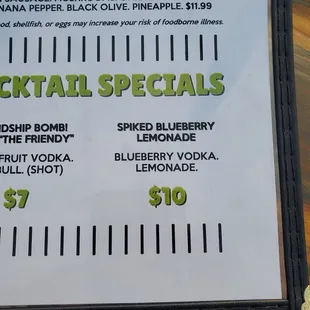 NANA PEPPER. BLACK OLIVE. PINEAPPLE. $11.99
od, shellfish, or eggs may increase your risk of foodborne illness.
CKTAIL SPECIALS
NDSHIP BOMB!
"THE FRIENDY"
FRUIT VODKA.
BULL. (SHOT)
$7
SPIKED BLUEBERRY
LEMONADE
BLUEBERRY VODKA.
LEMONADE.
$10